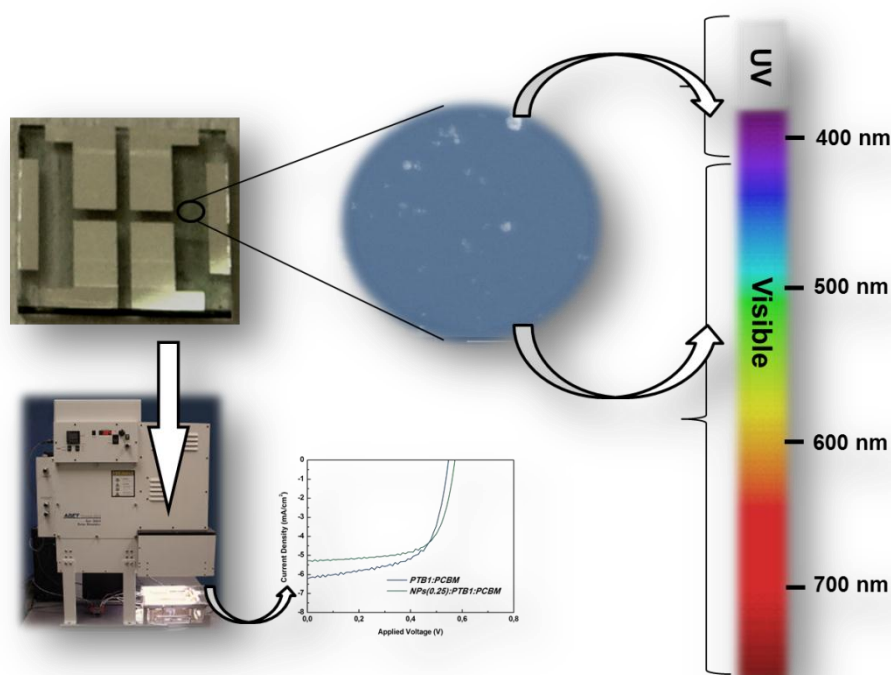 UV
400 nm
500 nm
Visible
600 nm
700 nm
0
-1
-2
-3
-4
-5
-6
-7
-8
Current Density (mA/cm²)
PTB1:PCBM
NPs(0.25):PTB1:PCBM
0,0 0,2 0,4 0,6 0,8
Applied Voltage (V)